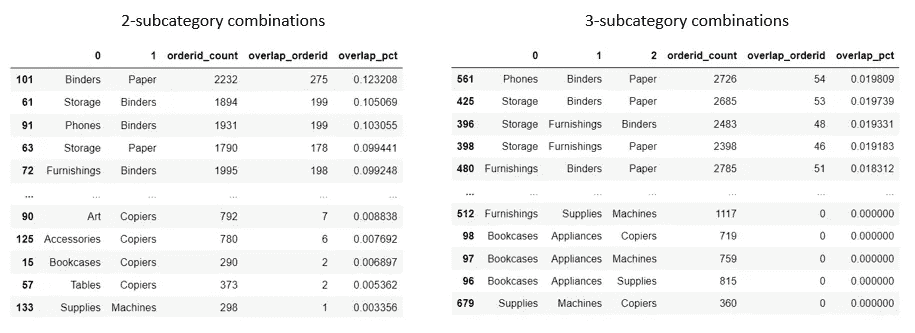 2-subcategory combinations
0 1 orderid_count overlap_orderid overlap_pct
101 Binders Paper 2232 275 0.123208
61 Storage Binders 1894 199 0.105069
91 Phones Binders 1931 199 0.103055
63 Storage Paper 1790 178 0.099441
72 Furnishings Binders 1995 198 0.099248
... ... ... ... ... ...
90 Art Copiers 792 7 0.008838
125 Accessories Copiers 780 6 0.007692
15 Bookcases Copiers 290 2 0.006897
57 Tables Copiers 373 2 0.005362
133 Supplies Machines 298 1 0.003356
3-subcategory combinations
0 1 2 orderid_count overlap_orderid overlap_pct
561 Phones Binders Paper 2726 54 0.019809
425 Storage Binders Paper 2685 53 0.019739
396 Storage Furnishings Binders 2483 48 0.019331
398 Storage Furnishings Paper 2398 46 0.019183
480 Furnishings Binders Paper 2785 51 0.018312
... ... ... ... ... ... ...
512 Furnishings Supplies Machines 1117 0 0.000000
98 Bookcases Appliances Copiers 719 0 0.000000
97 Bookcases Appliances Machines 759 0 0.000000
96 Bookcases Appliances Supplies 815 0 0.000000
679 Supplies Machines Copiers 360 0 0.000000